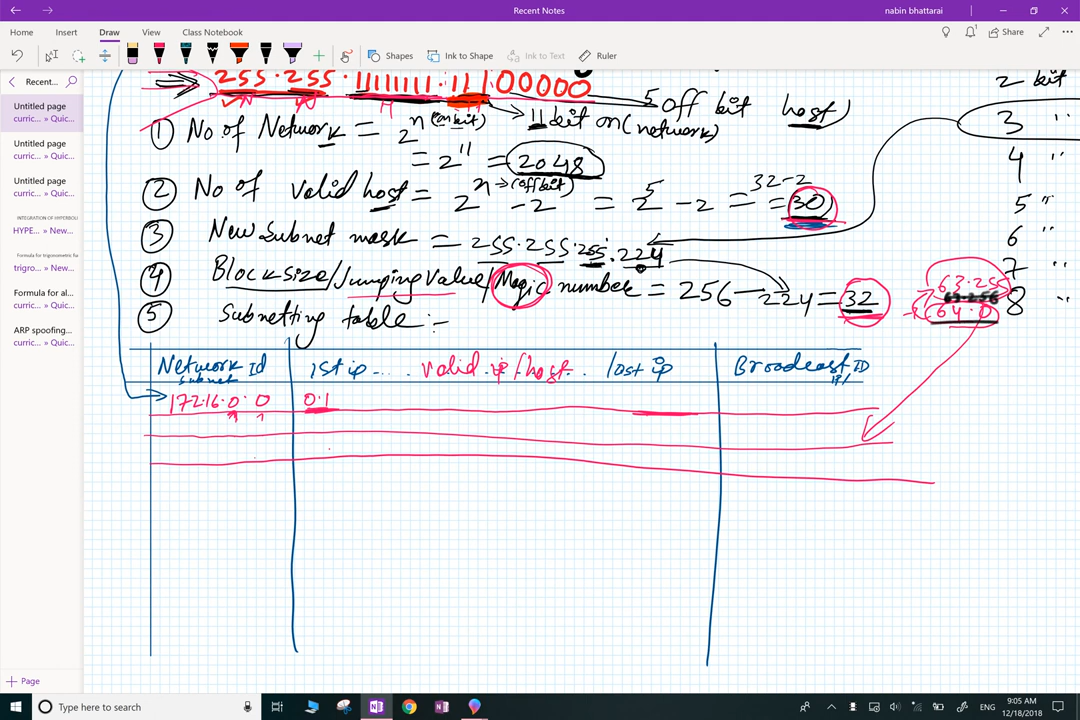 Recent Notes
nabin bhattarai
File Home Insert Draw View Class Notebook
Share
Shapes Ink to Shape Ink to Text Ruler
Recent...
Untitled page
curric... » Quic...
Untitled page
curric... » Quic...
Untitled page
curric... » Quic...
INTEGRATION OF HYPERBOL
HYPE... » New...
Formula for trigonometric fu
trigro... » New...
Formula for al...
curric... » Quic...
ARP spoofing...
curric... » Quic...
Page
255.255.11111111.11100000
N N H
5 off bit host)
① No of Network = 2^n (on bit) → 11 bit on (network)
= 2^11 = 2048
② No of valid host = 2^n→(off bit) - 2 = 2^5 - 2 = 32-2 = 30
③ New Subnet mask = 255.255.255.224
④ Block size/Jumping value/Magic number = 256 - 224 = 32
⑤ Subnetting table :-
2 bit
3 "
4 "
5 "
6 "
7 "
8 "
63.255
63.256
64.0
Network Id 1st ip .... valid ip/host .. last ip Broadcast ID
subnet IP/
172.16.0.0 0.1
Type here to search
ENG
9:05 AM
12/18/2018